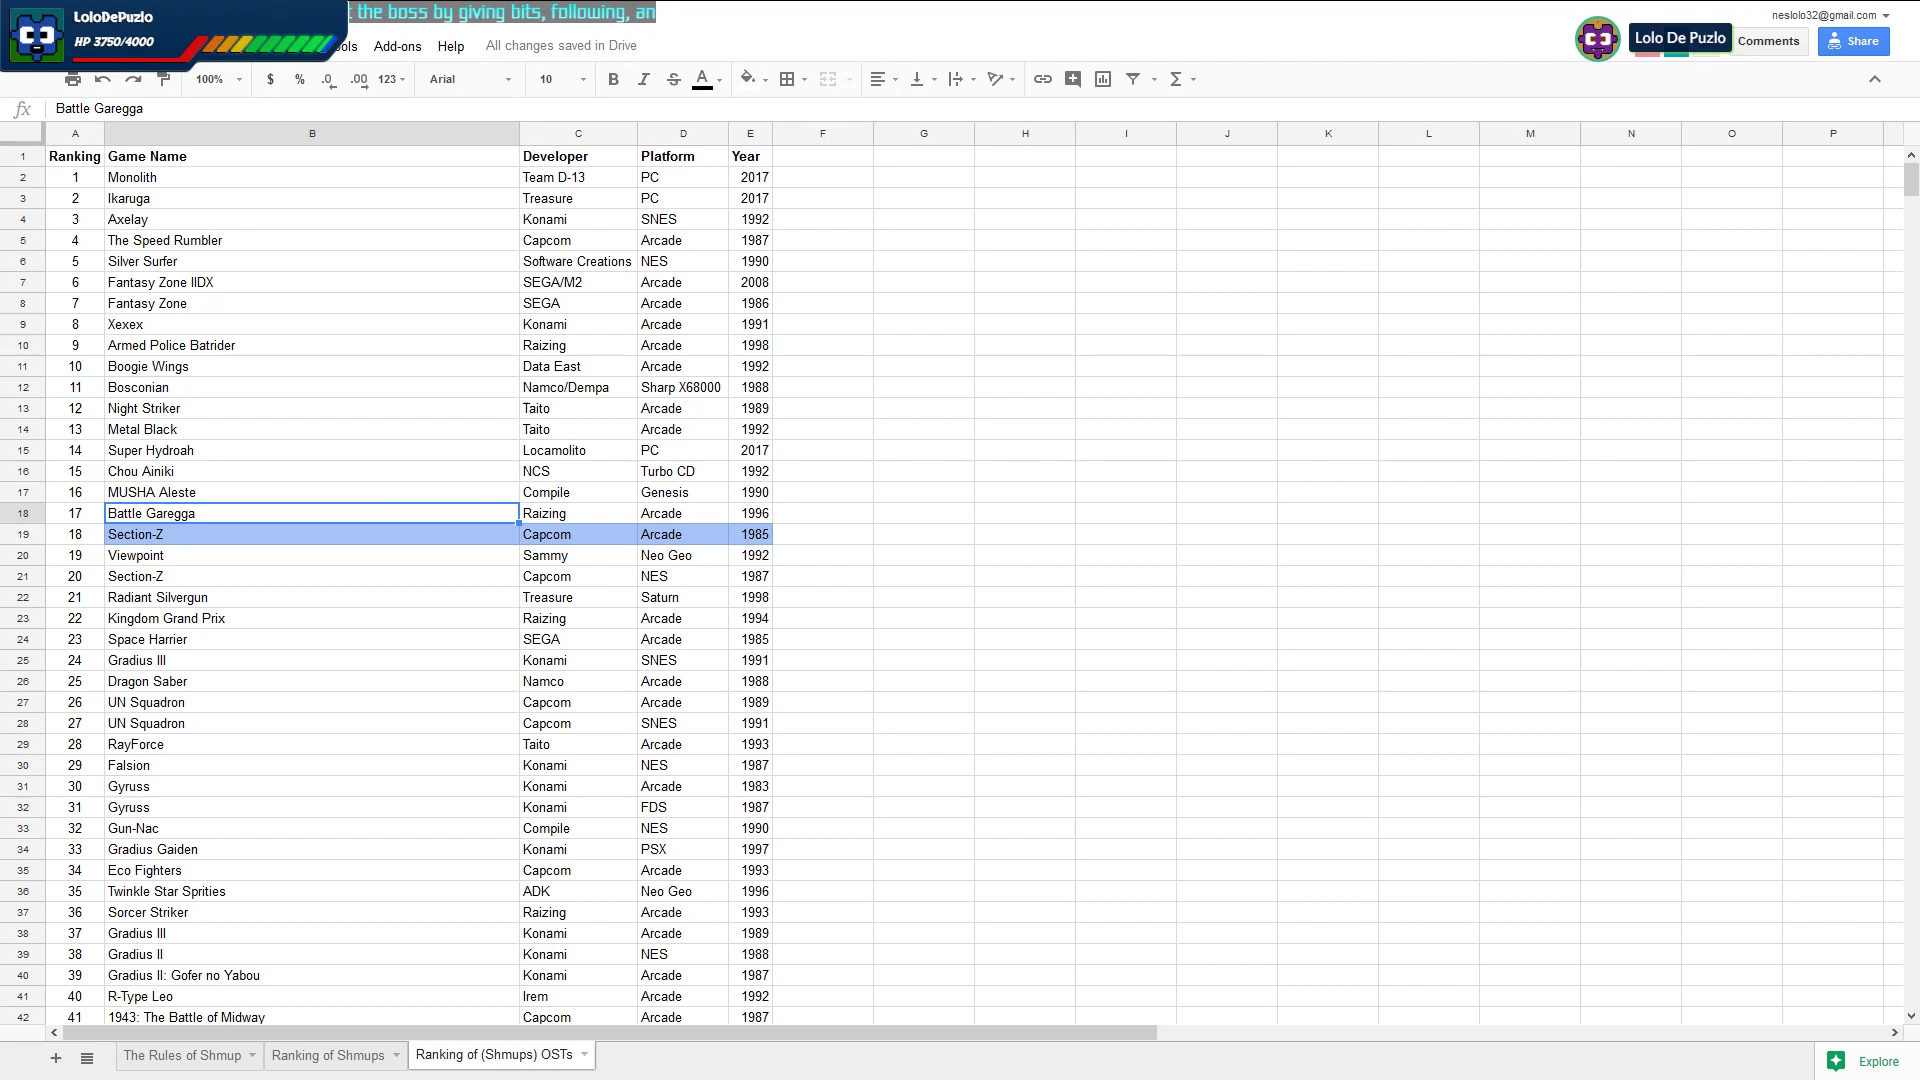 LoloDePuzlo
HP 3750/4000
t the boss by giving bits, following, an
ols Add-ons Help All changes saved in Drive
neslolo32@gmail.com
Lolo De Puzlo
Comments
Share
100% $ % .0 .00 123 Arial 10 B I S A Σ
fx Battle Garegga
A B C D E F G H I J K L M N O P
1 Ranking Game Name Developer Platform Year
2 1 Monolith Team D-13 PC 2017
3 2 Ikaruga Treasure PC 2017
4 3 Axelay Konami SNES 1992
5 4 The Speed Rumbler Capcom Arcade 1987
6 5 Silver Surfer Software Creations NES 1990
7 6 Fantasy Zone IIDX SEGA/M2 Arcade 2008
8 7 Fantasy Zone SEGA Arcade 1986
9 8 Xexex Konami Arcade 1991
10 9 Armed Police Batrider Raizing Arcade 1998
11 10 Boogie Wings Data East Arcade 1992
12 11 Bosconian Namco/Dempa Sharp X68000 1988
13 12 Night Striker Taito Arcade 1989
14 13 Metal Black Taito Arcade 1992
15 14 Super Hydroah Locamolito PC 2017
16 15 Chou Ainiki NCS Turbo CD 1992
17 16 MUSHA Aleste Compile Genesis 1990
18 17 Battle Garegga Raizing Arcade 1996
19 18 Section-Z Capcom Arcade 1985
20 19 Viewpoint Sammy Neo Geo 1992
21 20 Section-Z Capcom NES 1987
22 21 Radiant Silvergun Treasure Saturn 1998
23 22 Kingdom Grand Prix Raizing Arcade 1994
24 23 Space Harrier SEGA Arcade 1985
25 24 Gradius III Konami SNES 1991
26 25 Dragon Saber Namco Arcade 1988
27 26 UN Squadron Capcom Arcade 1989
28 27 UN Squadron Capcom SNES 1991
29 28 RayForce Taito Arcade 1993
30 29 Falsion Konami NES 1987
31 30 Gyruss Konami Arcade 1983
32 31 Gyruss Konami FDS 1987
33 32 Gun-Nac Compile NES 1990
34 33 Gradius Gaiden Konami PSX 1997
35 34 Eco Fighters Capcom Arcade 1993
36 35 Twinkle Star Sprities ADK Neo Geo 1996
37 36 Sorcer Striker Raizing Arcade 1993
38 37 Gradius III Konami Arcade 1989
39 38 Gradius II Konami NES 1988
40 39 Gradius II: Gofer no Yabou Konami Arcade 1987
41 40 R-Type Leo Irem Arcade 1992
42 41 1943: The Battle of Midway Capcom Arcade 1987
The Rules of Shmup Ranking of Shmups Ranking of (Shmups) OSTs Explore